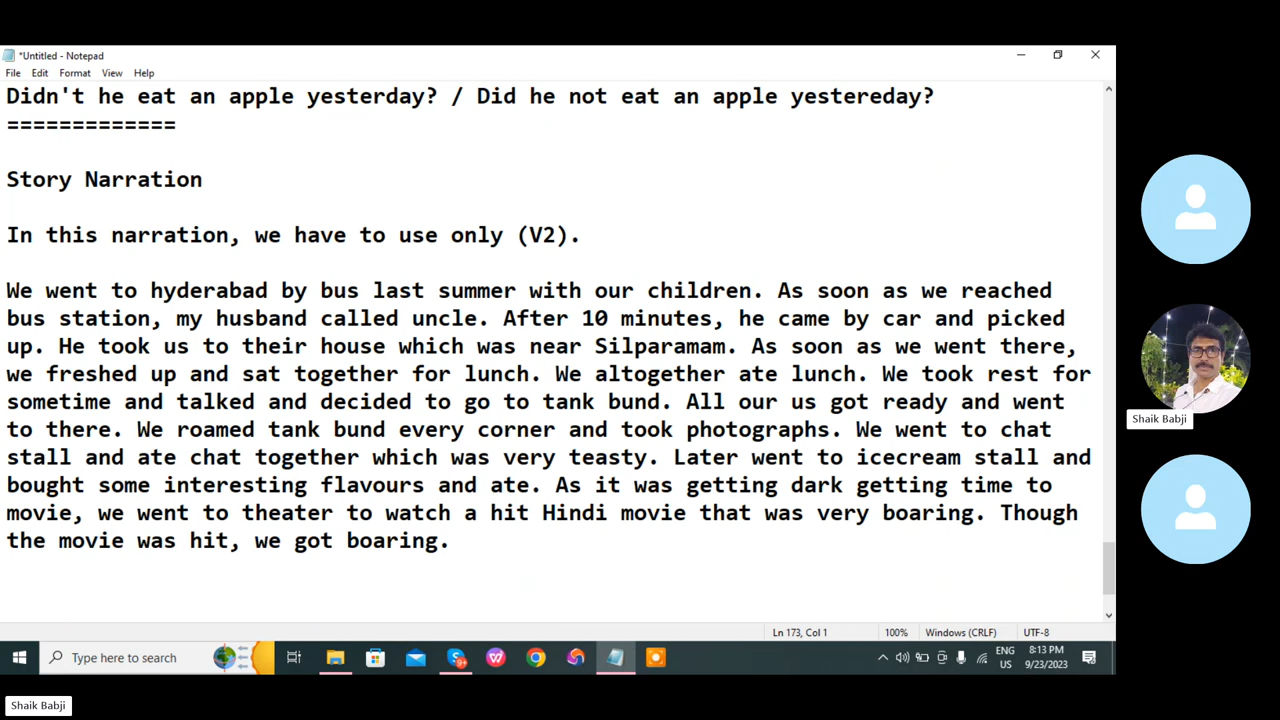 *Untitled - Notepad
File Edit Format View Help
Didn't he eat an apple yesterday? / Did he not eat an apple yestereday?
=============
Story Narration
In this narration, we have to use only (V2).
We went to hyderabad by bus last summer with our children. As soon as we reached
bus station, my husband called uncle. After 10 minutes, he came by car and picked
up. He took us to their house which was near Silparamam. As soon as we went there,
we freshed up and sat together for lunch. We altogether ate lunch. We took rest for
sometime and talked and decided to go to tank bund. All our us got ready and went
to there. We roamed tank bund every corner and took photographs. We went to chat
stall and ate chat together which was very teasty. Later went to icecream stall and
bought some interesting flavours and ate. As it was getting dark getting time to
movie, we went to theater to watch a hit Hindi movie that was very boaring. Though
the movie was hit, we got boaring.
Shaik Babji
Ln 173, Col 1 100% Windows (CRLF) UTF-8
Type here to search
ENG
US
8:13 PM
9/23/2023
Shaik Babji